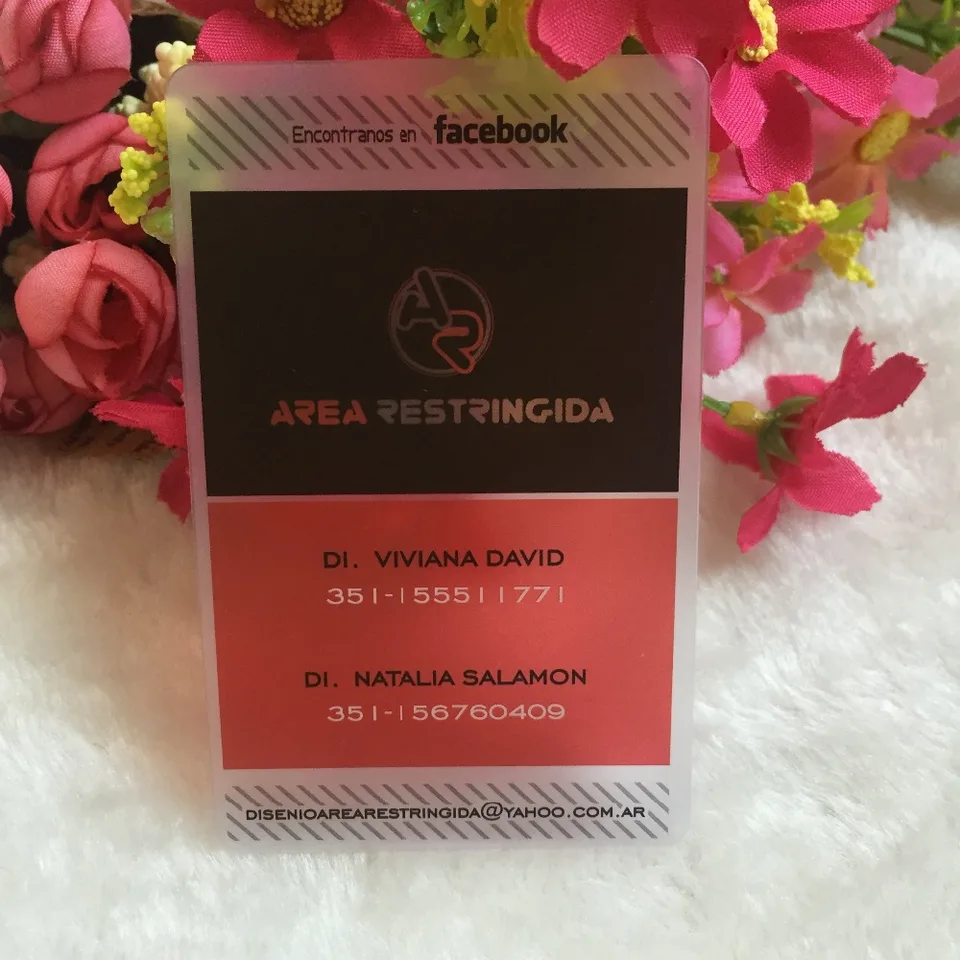 Encontranos en facebook
AR
AREA RESTRINGIDA
DI. VIVIANA DAVID
351-155511771
DI. NATALIA SALAMON
351-156760409
DISENIOAREARESTRINGIDA@YAHOO.COM.AR